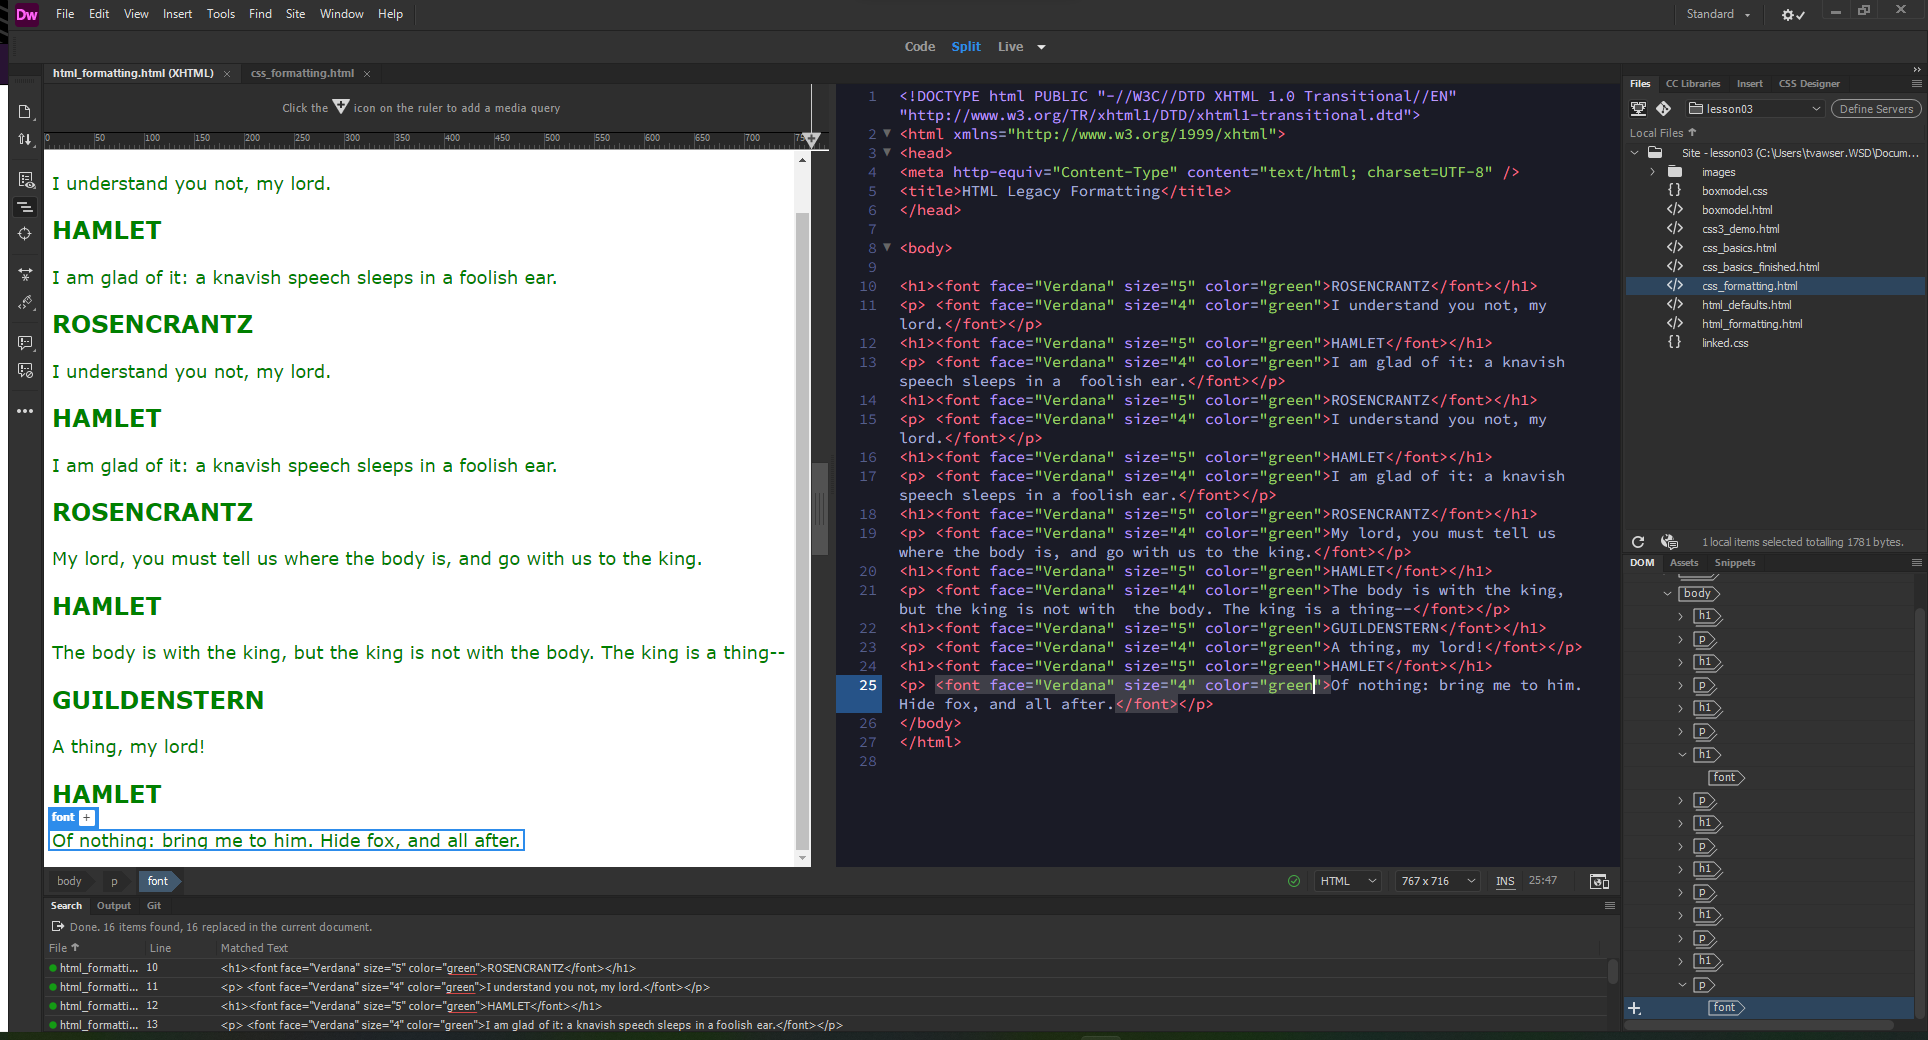 Dw File Edit View Insert Tools Find Site Window Help
Standard
Code Split Live
html_formatting.html (XHTML) × css_formatting.html ×
Click the icon on the ruler to add a media query
0 50 100 150 200 250 300 350 400 450 500 550 600 650 700
I understand you not, my lord.
HAMLET
I am glad of it: a knavish speech sleeps in a foolish ear.
ROSENCRANTZ
I understand you not, my lord.
HAMLET
I am glad of it: a knavish speech sleeps in a foolish ear.
ROSENCRANTZ
My lord, you must tell us where the body is, and go with us to the king.
HAMLET
The body is with the king, but the king is not with the body. The king is a thing--
GUILDENSTERN
A thing, my lord!
HAMLET
font +
Of nothing: bring me to him. Hide fox, and all after.
body p font
1 <!DOCTYPE html PUBLIC "-//W3C//DTD XHTML 1.0 Transitional//EN"
"http://www.w3.org/TR/xhtml1/DTD/xhtml1-transitional.dtd">
2 <html xmlns="http://www.w3.org/1999/xhtml">
3 <head>
4 <meta http-equiv="Content-Type" content="text/html; charset=UTF-8" />
5 <title>HTML Legacy Formatting</title>
6 </head>
7
8 <body>
9
10 <h1><font face="Verdana" size="5" color="green">ROSENCRANTZ</font></h1>
11 <p> <font face="Verdana" size="4" color="green">I understand you not, my
lord.</font></p>
12 <h1><font face="Verdana" size="5" color="green">HAMLET</font></h1>
13 <p> <font face="Verdana" size="4" color="green">I am glad of it: a knavish
speech sleeps in a  foolish ear.</font></p>
14 <h1><font face="Verdana" size="5" color="green">ROSENCRANTZ</font></h1>
15 <p> <font face="Verdana" size="4" color="green">I understand you not, my
lord.</font></p>
16 <h1><font face="Verdana" size="5" color="green">HAMLET</font></h1>
17 <p> <font face="Verdana" size="4" color="green">I am glad of it: a knavish
speech sleeps in a foolish ear.</font></p>
18 <h1><font face="Verdana" size="5" color="green">ROSENCRANTZ</font></h1>
19 <p> <font face="Verdana" size="4" color="green">My lord, you must tell us
where the body is, and go with us to the king.</font></p>
20 <h1><font face="Verdana" size="5" color="green">HAMLET</font></h1>
21 <p> <font face="Verdana" size="4" color="green">The body is with the king,
but the king is not with  the body. The king is a thing--</font></p>
22 <h1><font face="Verdana" size="5" color="green">GUILDENSTERN</font></h1>
23 <p> <font face="Verdana" size="4" color="green">A thing, my lord!</font></p>
24 <h1><font face="Verdana" size="5" color="green">HAMLET</font></h1>
25 <p> <font face="Verdana" size="4" color="green">Of nothing: bring me to him.
Hide fox, and all after.</font></p>
26 </body>
27 </html>
28
HTML 767 x 716 INS 25:47
Search Output Git
Done. 16 items found, 16 replaced in the current document.
File Line Matched Text
html_formatti... 10 <h1><font face="Verdana" size="5" color="green">ROSENCRANTZ</font></h1>
html_formatti... 11 <p> <font face="Verdana" size="4" color="green">I understand you not, my lord.</font></p>
html_formatti... 12 <h1><font face="Verdana" size="5" color="green">HAMLET</font></h1>
html_formatti... 13 <p> <font face="Verdana" size="4" color="green">I am glad of it: a knavish speech sleeps in a foolish ear.</font></p>
Files CC Libraries Insert CSS Designer
lesson03 Define Servers
Local Files
Site - lesson03 (C:\Users\tvawser.WSD\Docum...
images
boxmodel.css
boxmodel.html
css3_demo.html
css_basics.html
css_basics_finished.html
css_formatting.html
html_defaults.html
html_formatting.html
linked.css
1 local items selected totalling 1781 bytes.
DOM Assets Snippets
body
h1
p
h1
p
h1
p
h1
font
p
h1
p
h1
p
h1
p
h1
p
font